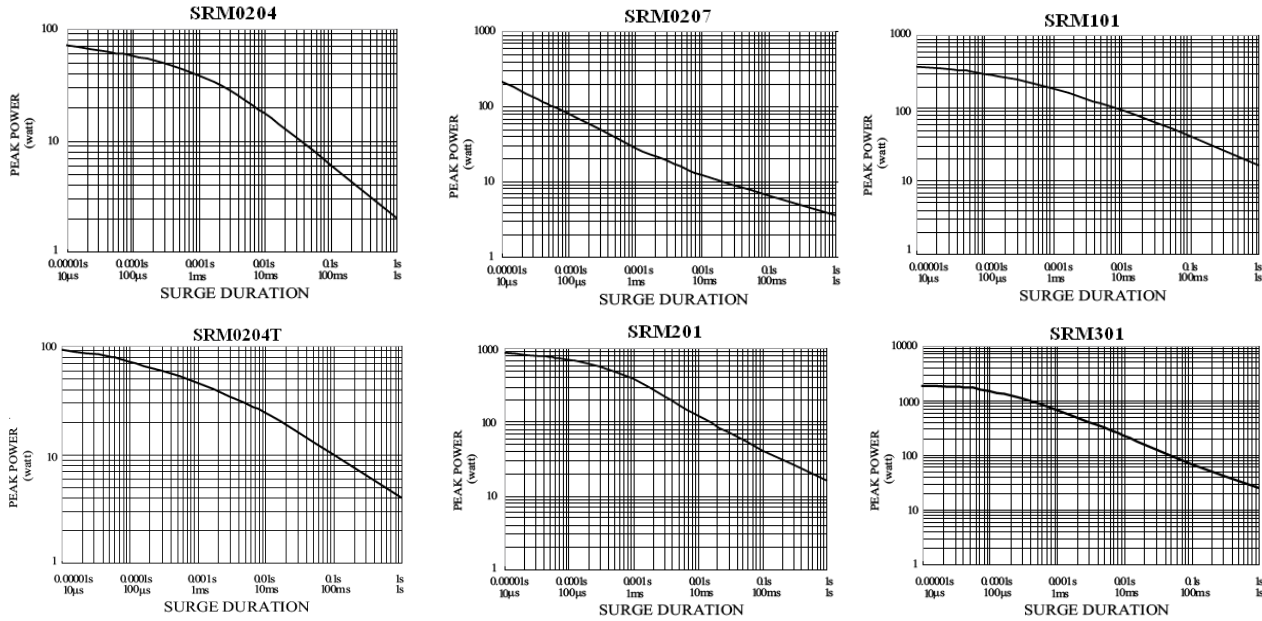 SRM0204
100
10
1
PEAK POWER
(watt)
0.00001s 0.0001s 0.001s 0.01s 0.1s 1s
10µs 100µs 1ms 10ms 100ms 1s
SURGE DURATION
SRM0207
1000
100
10
1
PEAK POWER
(watt)
0.00001s 0.0001s 0.001s 0.01s 0.1s 1s
10µs 100µs 1ms 10ms 100ms 1s
SURGE DURATION
SRM101
1000
100
10
1
PEAK POWER
(watt)
0.00001s 0.0001s 0.001s 0.01s 0.1s 1s
10µs 100µs 1ms 10ms 100ms 1s
SURGE DURATION
SRM0204T
100
10
1
PEAK POWER
(watt)
0.00001s 0.0001s 0.001s 0.01s 0.1s 1s
10µs 100µs 1ms 10ms 100ms 1s
SURGE DURATION
SRM201
1000
100
10
1
PEAK POWER
(watt)
0.00001s 0.0001s 0.001s 0.01s 0.1s 1s
10µs 100µs 1ms 10ms 100ms 1s
SURGE DURATION
SRM301
10000
1000
100
10
1
PEAK POWER
(watt)
0.00001s 0.0001s 0.001s 0.01s 0.1s 1s
10µs 100µs 1ms 10ms 100ms 1s
SURGE DURATION